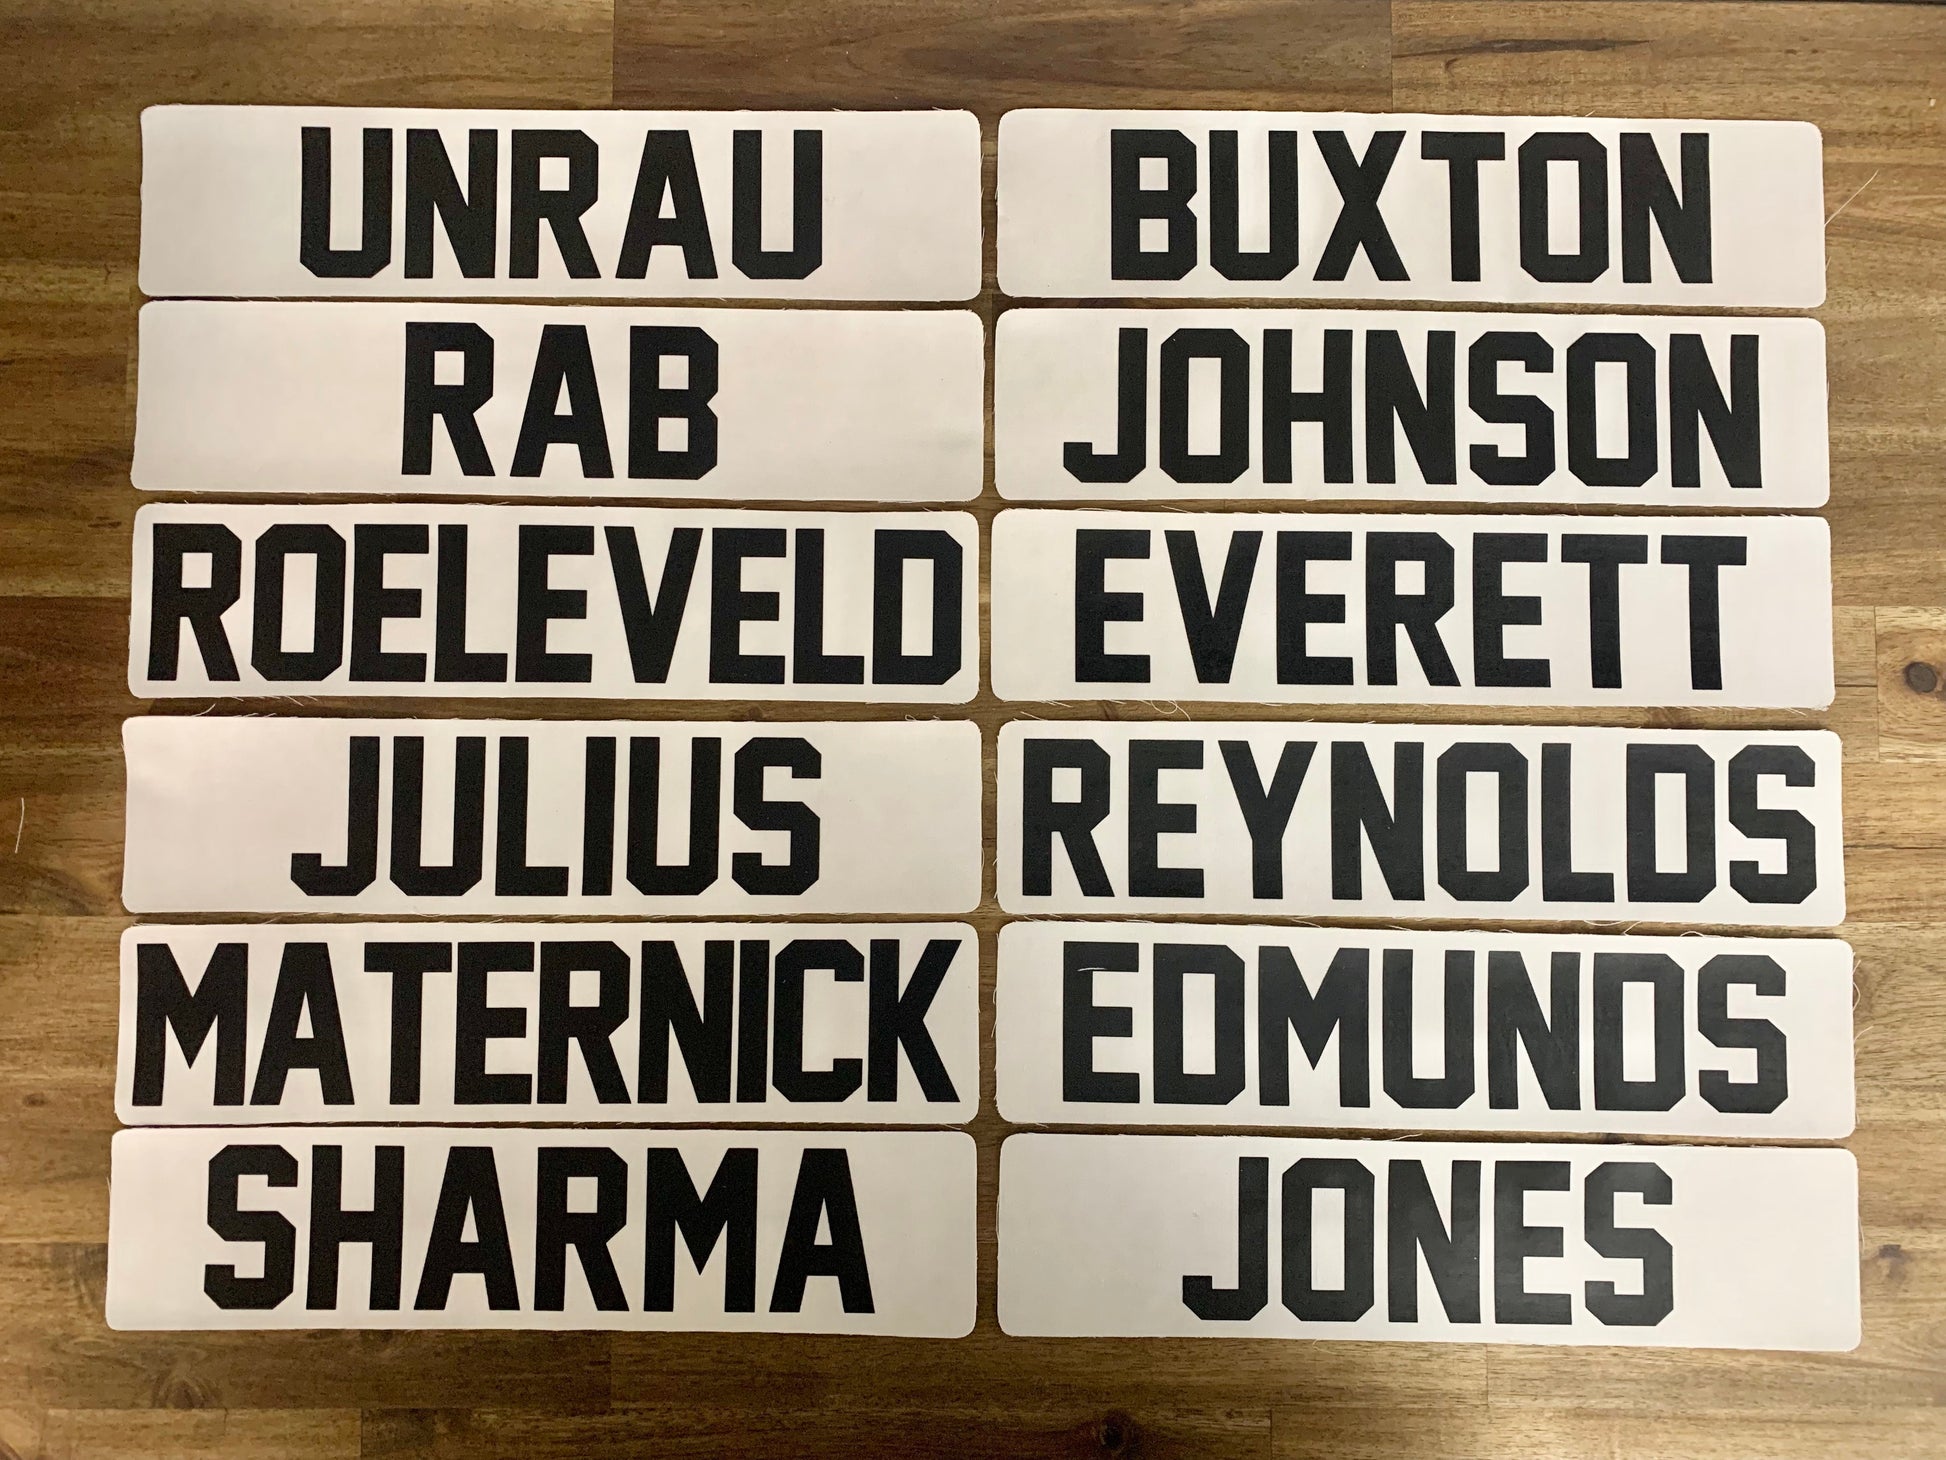 UNRAU
BUXTON
RAB
JOHNSON
ROELEVELD
EVERETT
JULIUS
REYNOLDS
MATERNICK
EDMUNDS
SHARMA
JONES